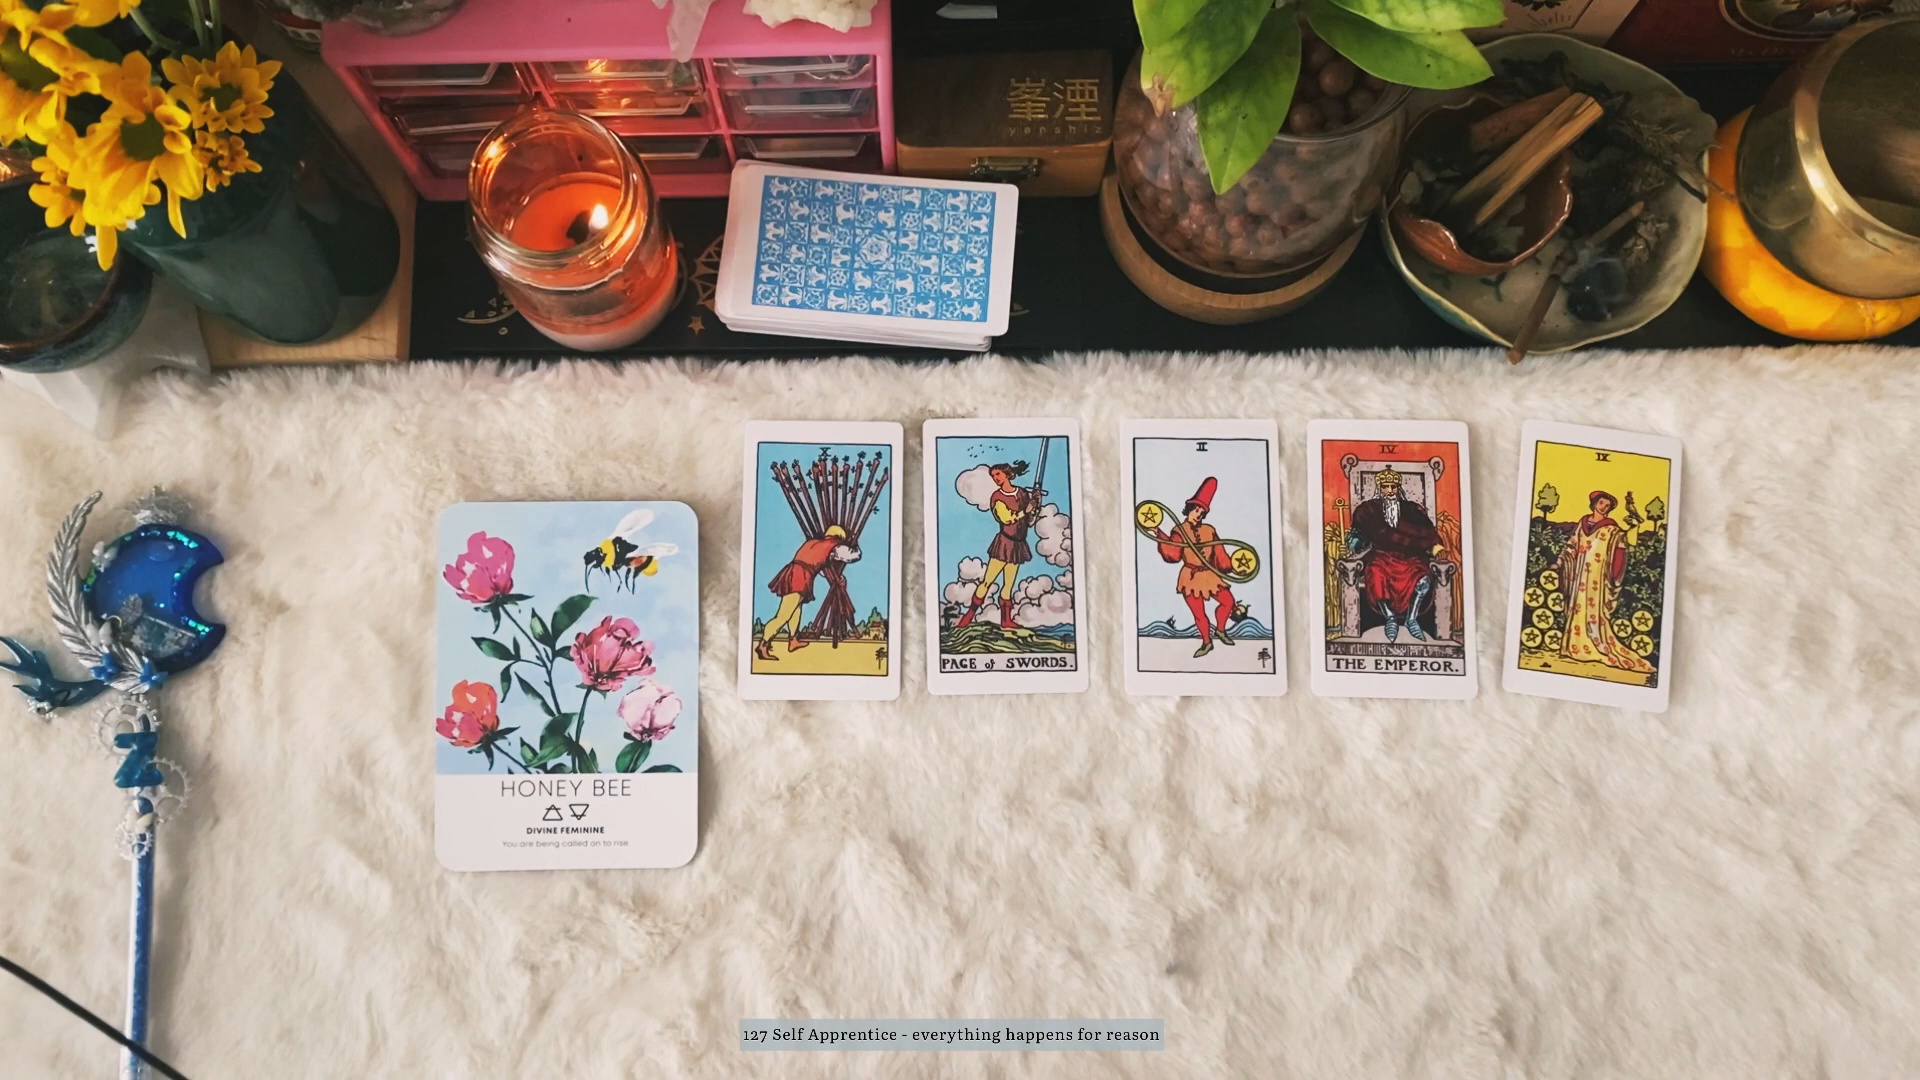 峯湮
yanshiz
X
PAGE of SWORDS.
II
IV
THE EMPEROR.
IX
HONEY BEE
DIVINE FEMININE
You are being called on to rise
Z
127 Self Apprentice - everything happens for reason